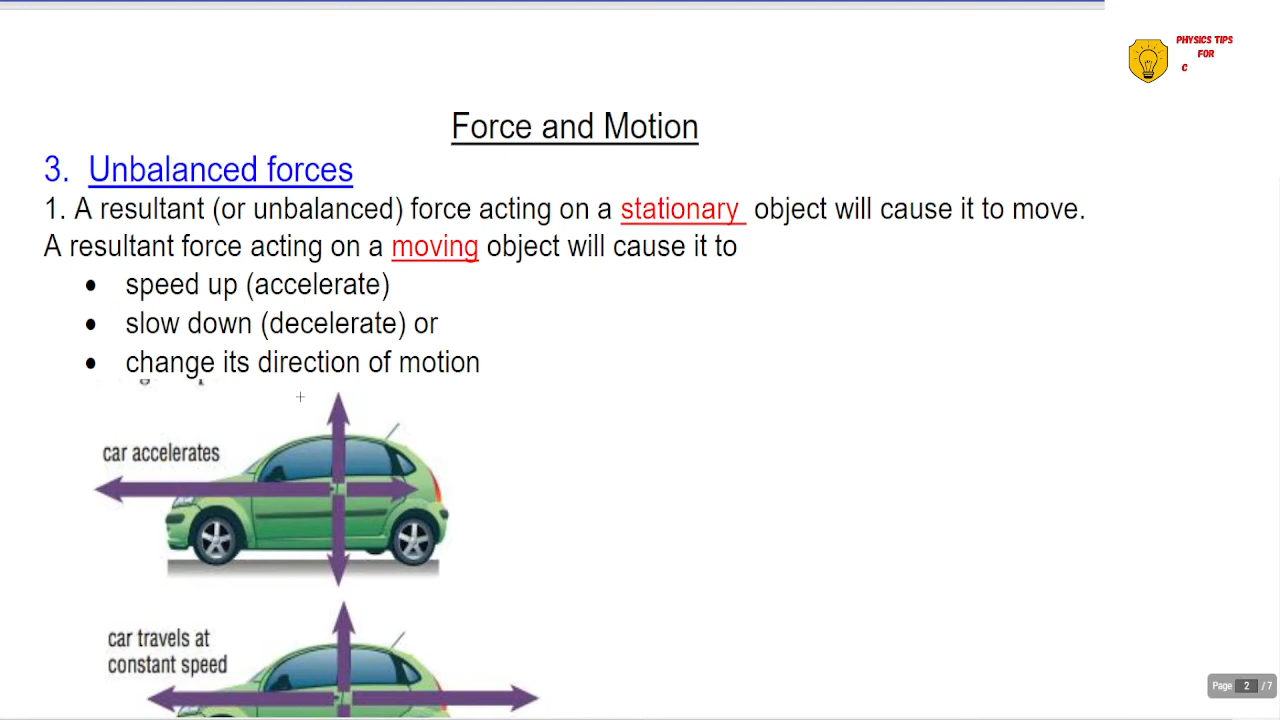 PHYSICS TIPS
FOR
C
Force and Motion
3. Unbalanced forces
1. A resultant (or unbalanced) force acting on a stationary object will cause it to move.
A resultant force acting on a moving object will cause it to
• speed up (accelerate)
• slow down (decelerate) or
• change its direction of motion
car accelerates
car travels at
constant speed
Page 2 / 7